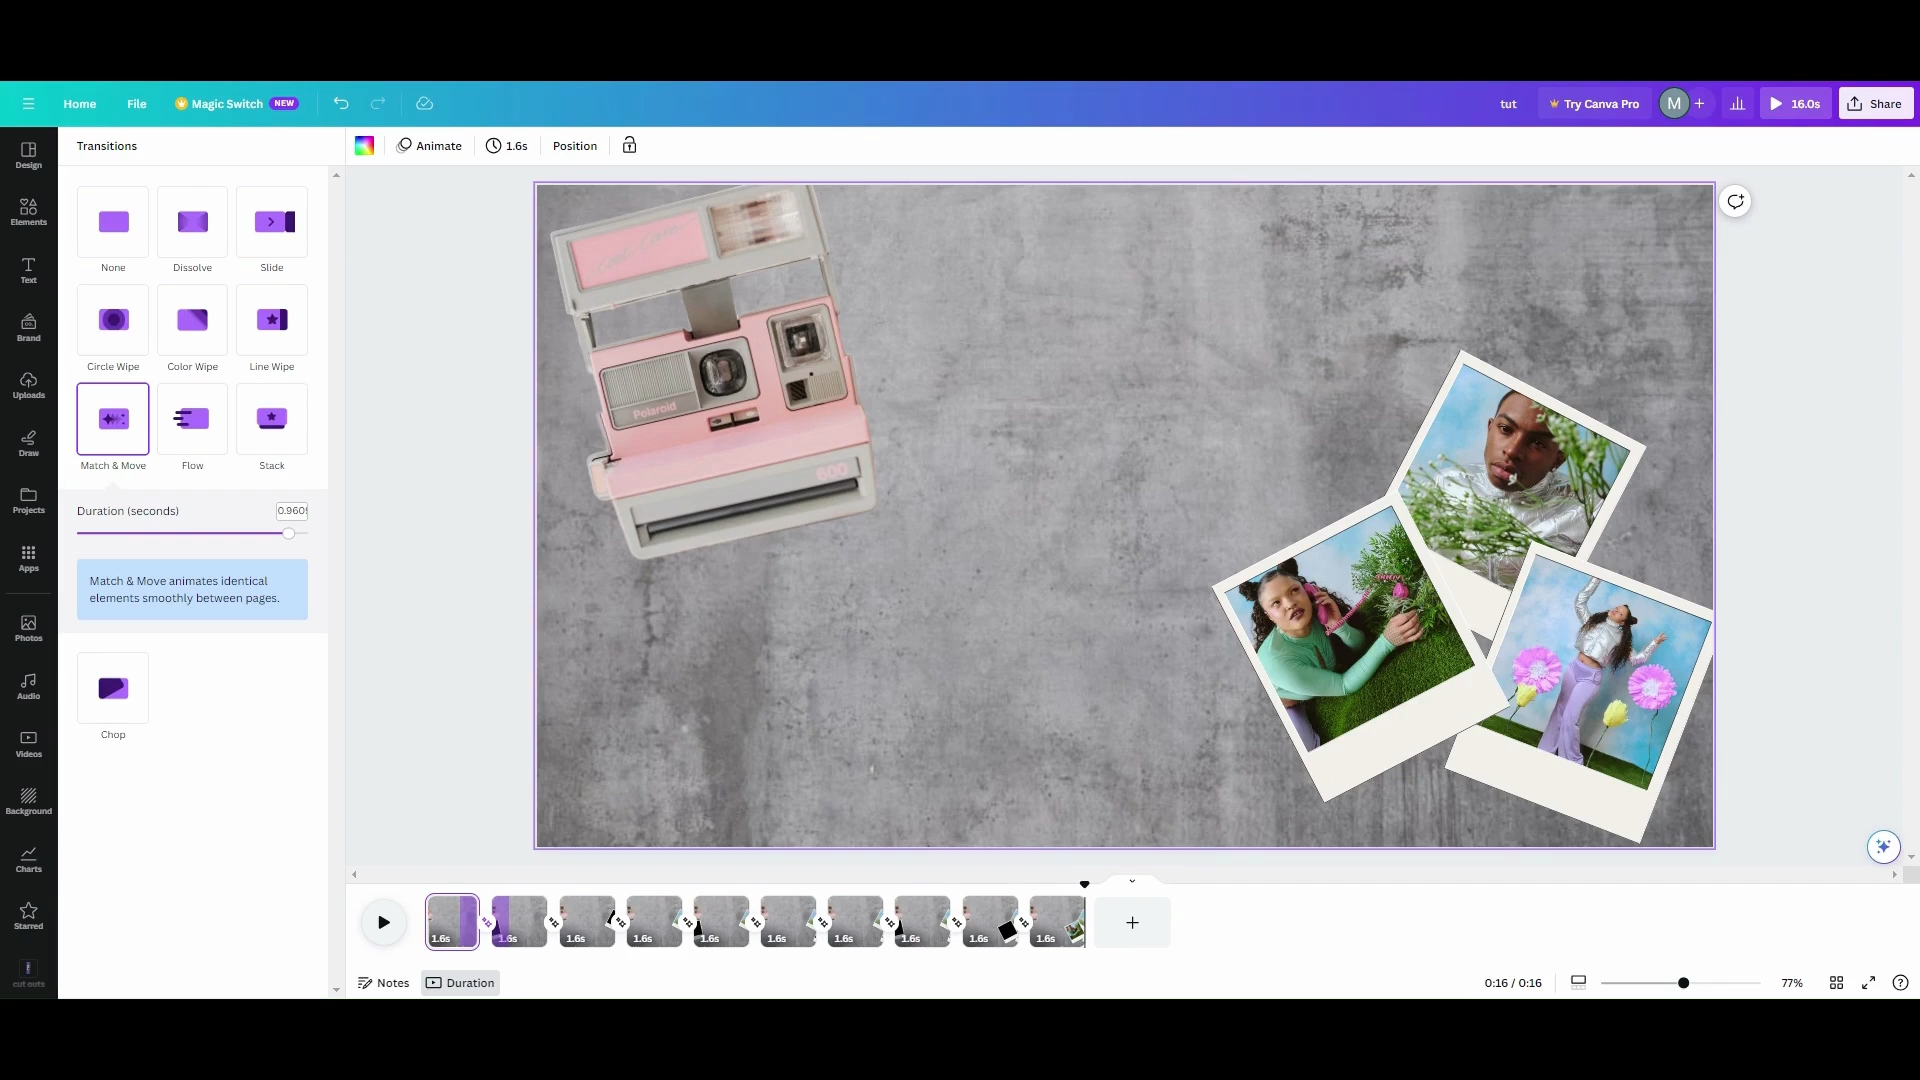 Home
File
Magic Switch
NEW
tut
Try Canva Pro
M
16.0s
Share
Design
Elements
Text
Brand
Uploads
Draw
Projects
Apps
Photos
Audio
Videos
Background
Charts
Starred
cut outs
Transitions
None
Dissolve
Slide
Circle Wipe
Color Wipe
Line Wipe
Match & Move
Flow
Stack
Duration (seconds)
0.960
Match & Move animates identical
elements smoothly between pages.
Chop
Animate
1.6s
Position
Polaroid
600
1.6s
1.6s
1.6s
1.6s
1.6s
1.6s
1.6s
1.6s
1.6s
1.6s
Notes
Duration
0:16 / 0:16
77%